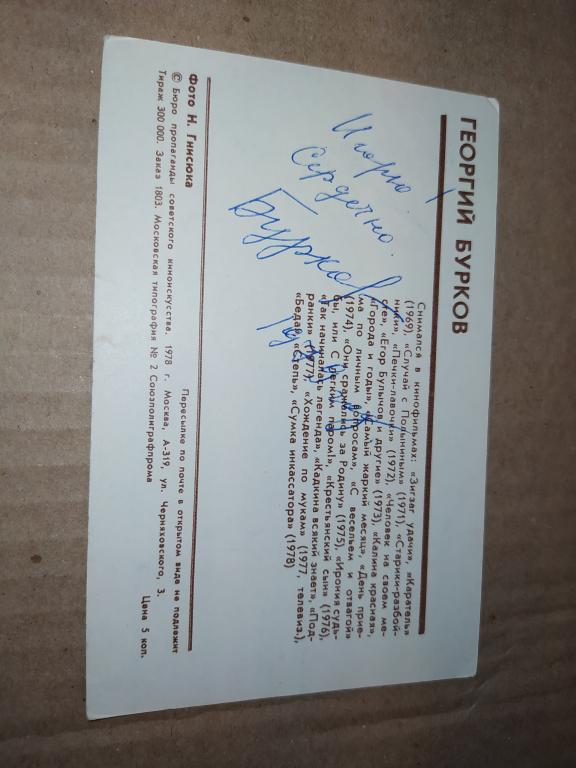 ГЕОРГИЙ БУРКОВ
Снимался в кинофильмах: «Зигзаг удачи», «Каратель»
(1969), «Случай с Полыниным» (1971), «Старики-разбой-
ники», «Печки-лавочки» (1972), «Человек на своем ме-
сте», «Егор Булычов и другие» (1973), «Калина красная»,
«Города и годы», «Самый жаркий месяц», «День прие-
ма по личным вопросам», «С весельем и отвагой»
(1974), «Они сражались за Родину» (1975), «Ирония судь-
бы, или С легким паром!», «Крестьянский сын» (1976),
«Так начиналась легенда», «Кадкина всякий знает», «Под-
ранки» (1977), «Хождение по мукам» (1977, телевиз.),
«Беда», «Степь», «Сумка инкассатора» (1978)
Игорю
Сердечно.
Бурков
Фото Н. Гнисюка
Пересылке по почте в открытом виде не подлежит
© Бюро пропаганды советского киноискусства. 1978 г. Москва, А-319, ул. Черняховского, 3.
Тираж 300 000. Заказ 1803. Московская типография № 2 Союзполиграфпрома
Цена 5 коп.